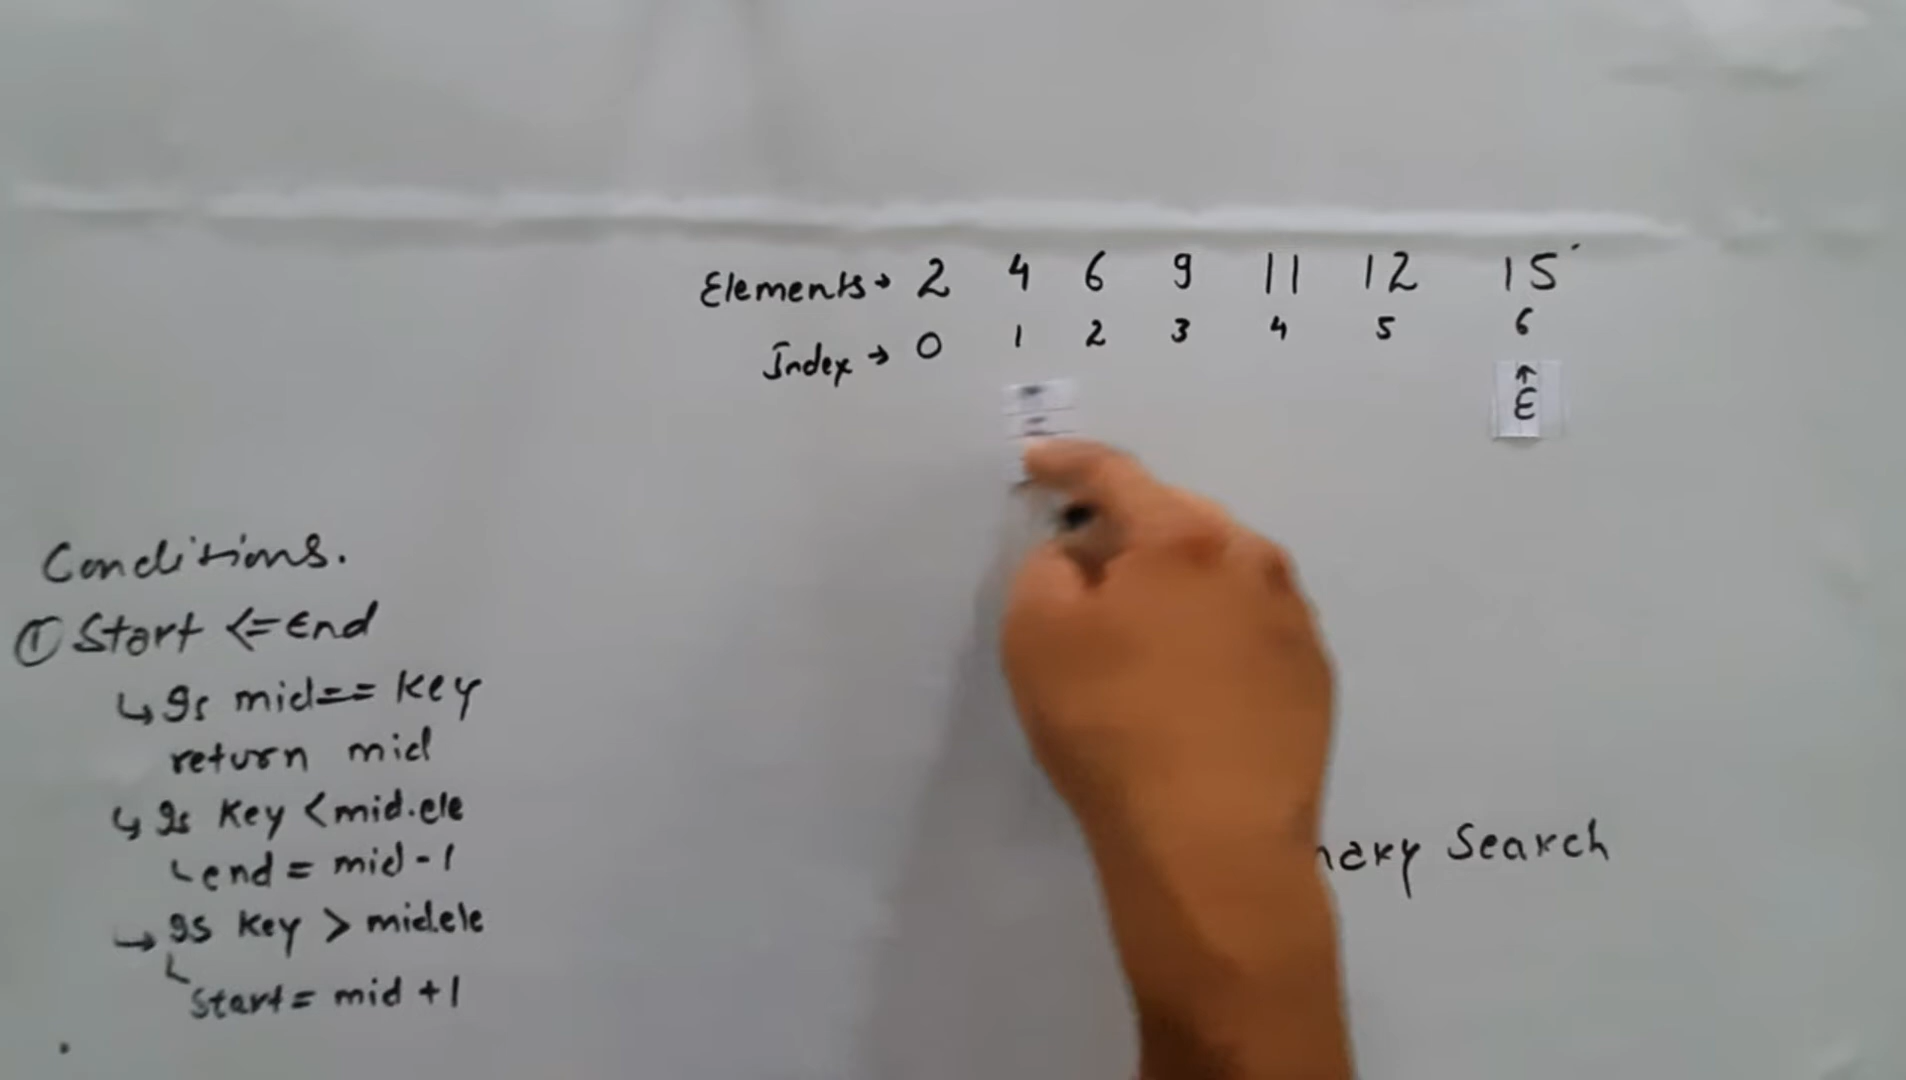 Elements → 2 4 6 9 11 12 15
Index → 0 1 2 3 4 5 6
↑
E
Conditions.
① Start <= End
↳ Is mid == Key
return mid
↳ Is Key < mid.ele
end = mid - 1
→ Is Key > mid.ele
Start = mid + 1
Search